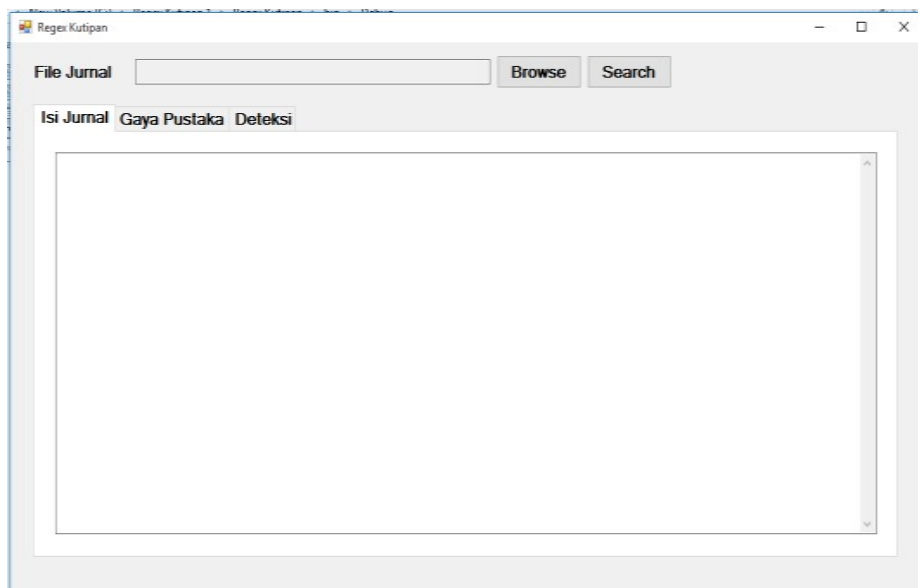 Regex Kutipan
File Jurnal Browse Search
Isi Jurnal Gaya Pustaka Deteksi